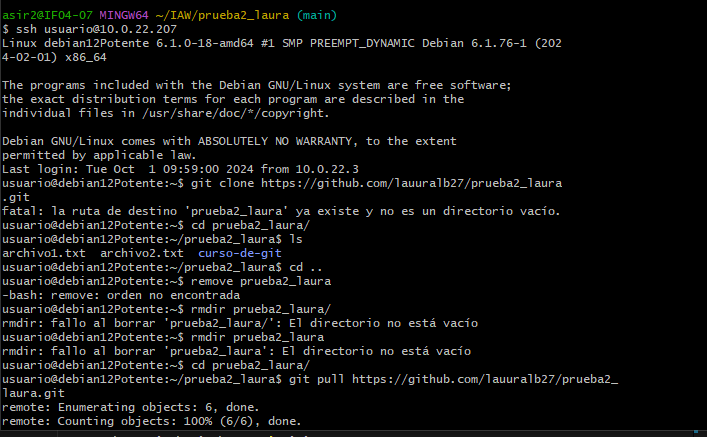 asir2@IF04-07 MINGW64 ~/IAW/prueba2_laura (main)
$ ssh usuario@10.0.22.207
Linux debian12Potente 6.1.0-18-amd64 #1 SMP PREEMPT_DYNAMIC Debian 6.1.76-1 (202
4-02-01) x86_64
The programs included with the Debian GNU/Linux system are free software;
the exact distribution terms for each program are described in the
individual files in /usr/share/doc/*/copyright.
Debian GNU/Linux comes with ABSOLUTELY NO WARRANTY, to the extent
permitted by applicable law.
Last login: Tue Oct  1 09:59:00 2024 from 10.0.22.3
usuario@debian12Potente:~$ git clone https://github.com/lauuralb27/prueba2_laura
.git
fatal: la ruta de destino 'prueba2_laura' ya existe y no es un directorio vacío.
usuario@debian12Potente:~$ cd prueba2_laura/
usuario@debian12Potente:~/prueba2_laura$ ls
archivo1.txt  archivo2.txt  curso-de-git
usuario@debian12Potente:~/prueba2_laura$ cd ..
usuario@debian12Potente:~$ remove prueba2_laura
-bash: remove: orden no encontrada
usuario@debian12Potente:~$ rmdir prueba2_laura/
rmdir: fallo al borrar 'prueba2_laura/': El directorio no está vacío
usuario@debian12Potente:~$ rmdir prueba2_laura
rmdir: fallo al borrar 'prueba2_laura': El directorio no está vacío
usuario@debian12Potente:~$ cd prueba2_laura/
usuario@debian12Potente:~/prueba2_laura$ git pull https://github.com/lauuralb27/prueba2_
laura.git
remote: Enumerating objects: 6, done.
remote: Counting objects: 100% (6/6), done.